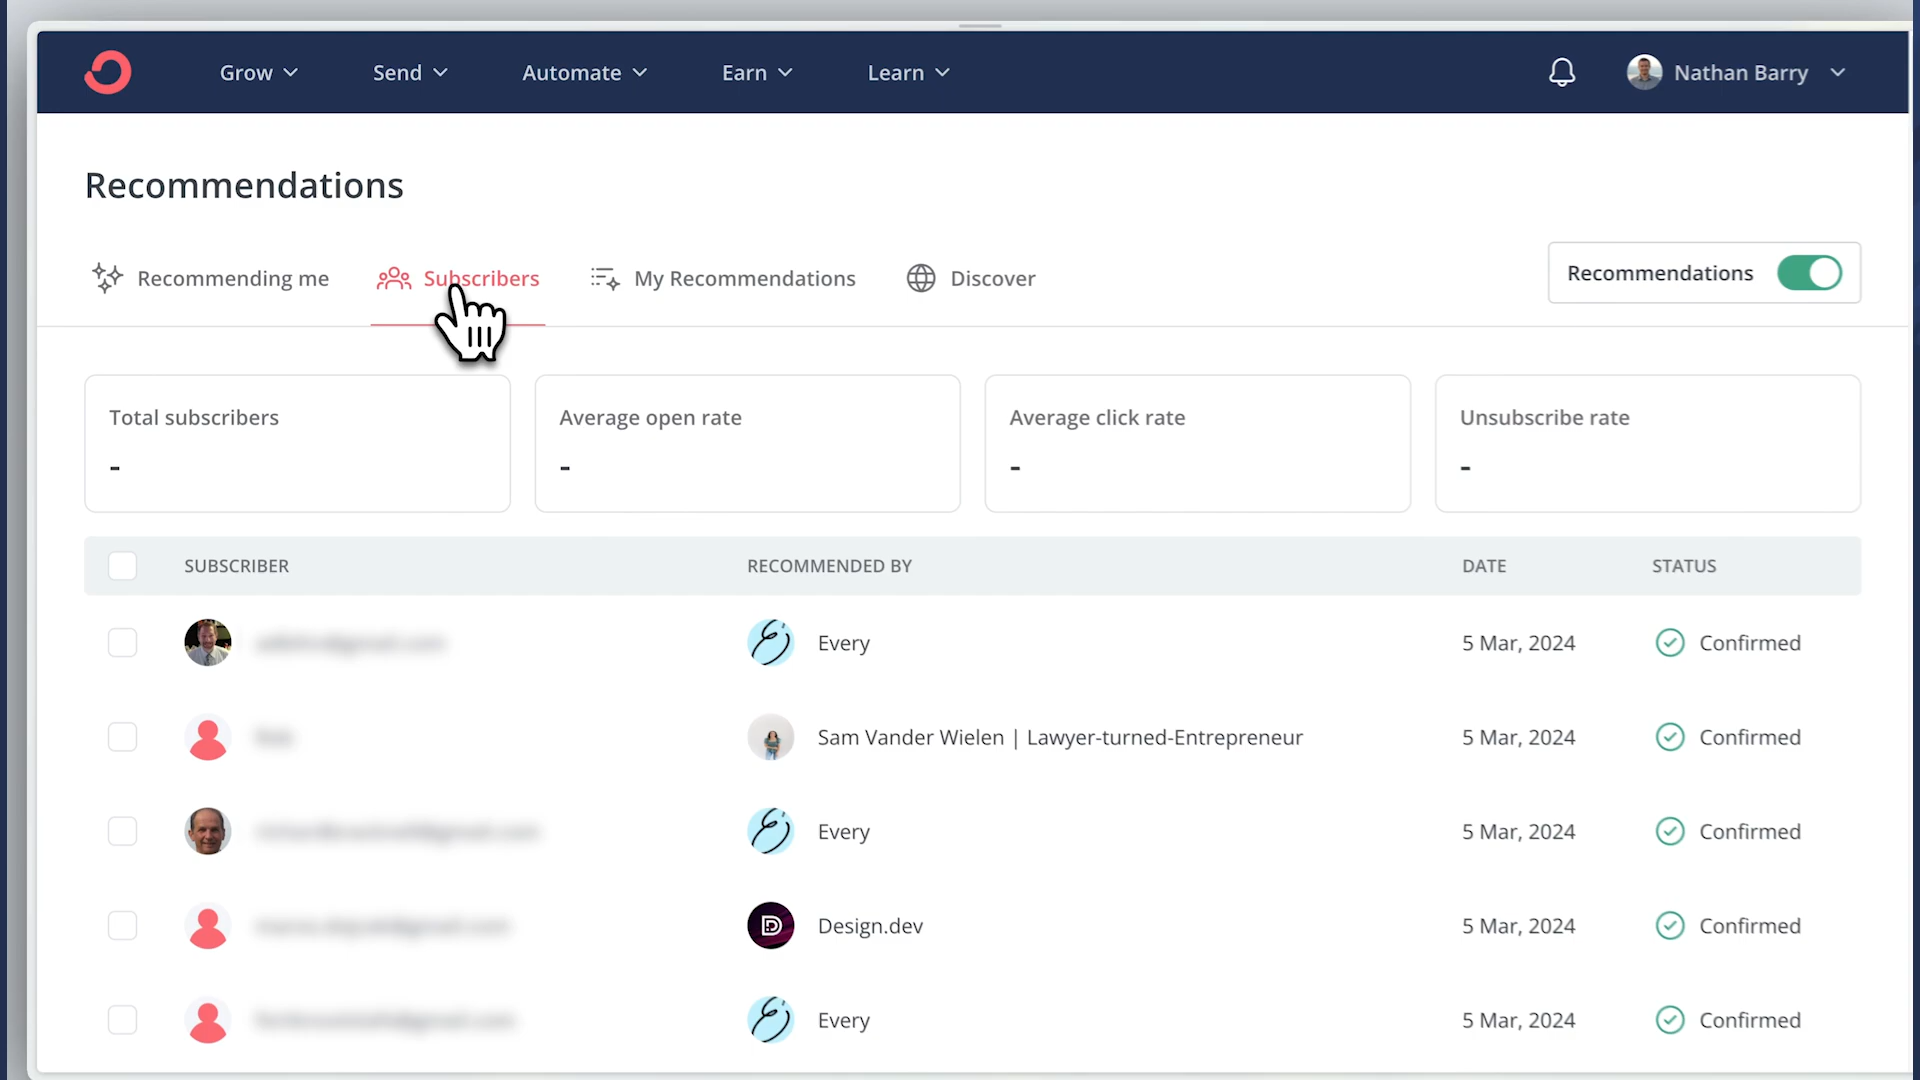 Grow Send Automate Earn Learn Nathan Barry
Recommendations
Recommending me Subscribers My Recommendations Discover Recommendations
Total subscribers Average open rate Average click rate Unsubscribe rate
- - - -
SUBSCRIBER RECOMMENDED BY DATE STATUS
Every 5 Mar, 2024 Confirmed
Sam Vander Wielen | Lawyer-turned-Entrepreneur 5 Mar, 2024 Confirmed
Every 5 Mar, 2024 Confirmed
Design.dev 5 Mar, 2024 Confirmed
Every 5 Mar, 2024 Confirmed